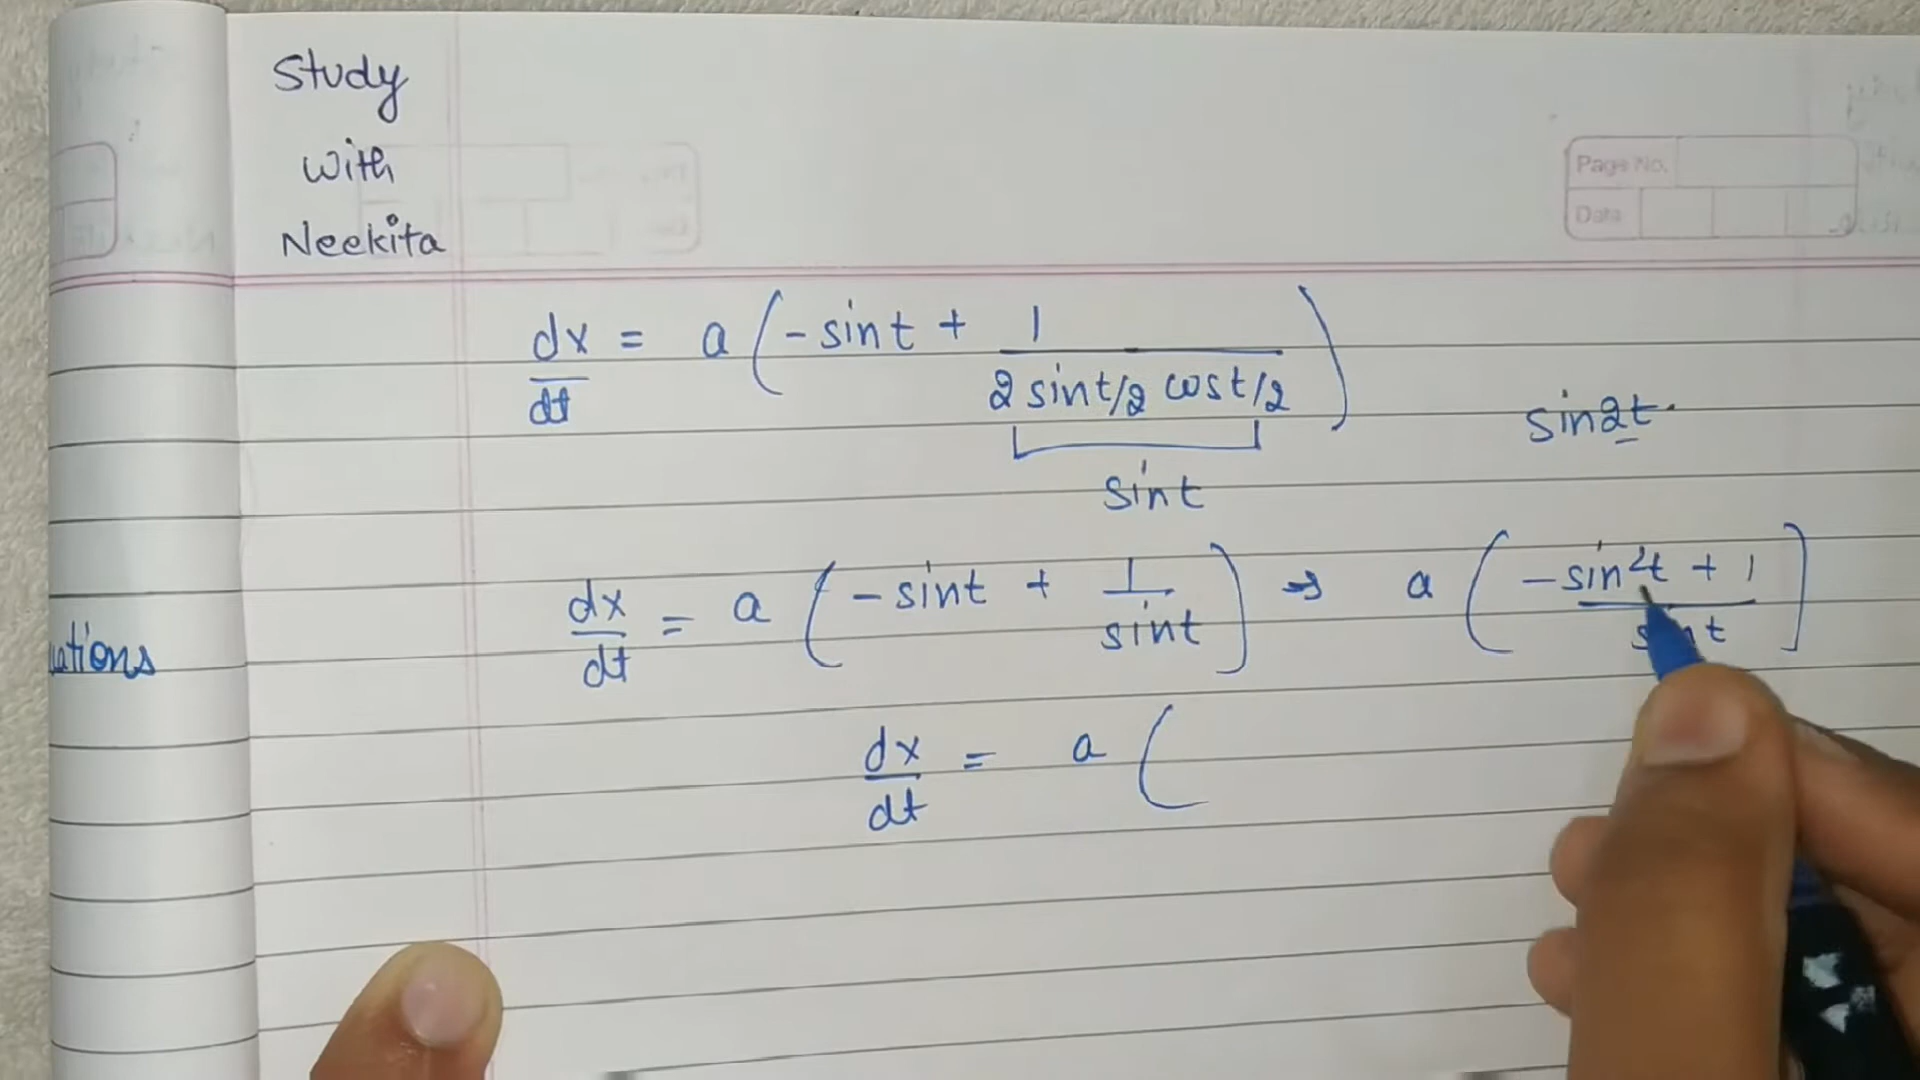 Study
with
Neekita
Page No.
Date
dx/dt = a ( - sint + 1/(2 sint/2 cost/2) )
sint
sin2t
dx/dt = a ( - sint + 1/sint ) ⇒ a ( (-sin²t + 1)/sint )
uations
dx/dt = a (